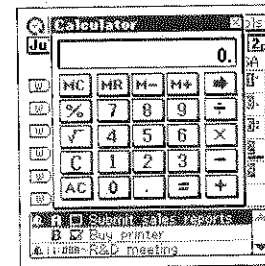 Calculator
Ju
0.
MC MR M- M+
% 7 8 9 ÷
√ 4 5 6 ×
C 1 2 3 -
AC 0 . = +
A Submit sales reports
B Buy printer
R&D meeting